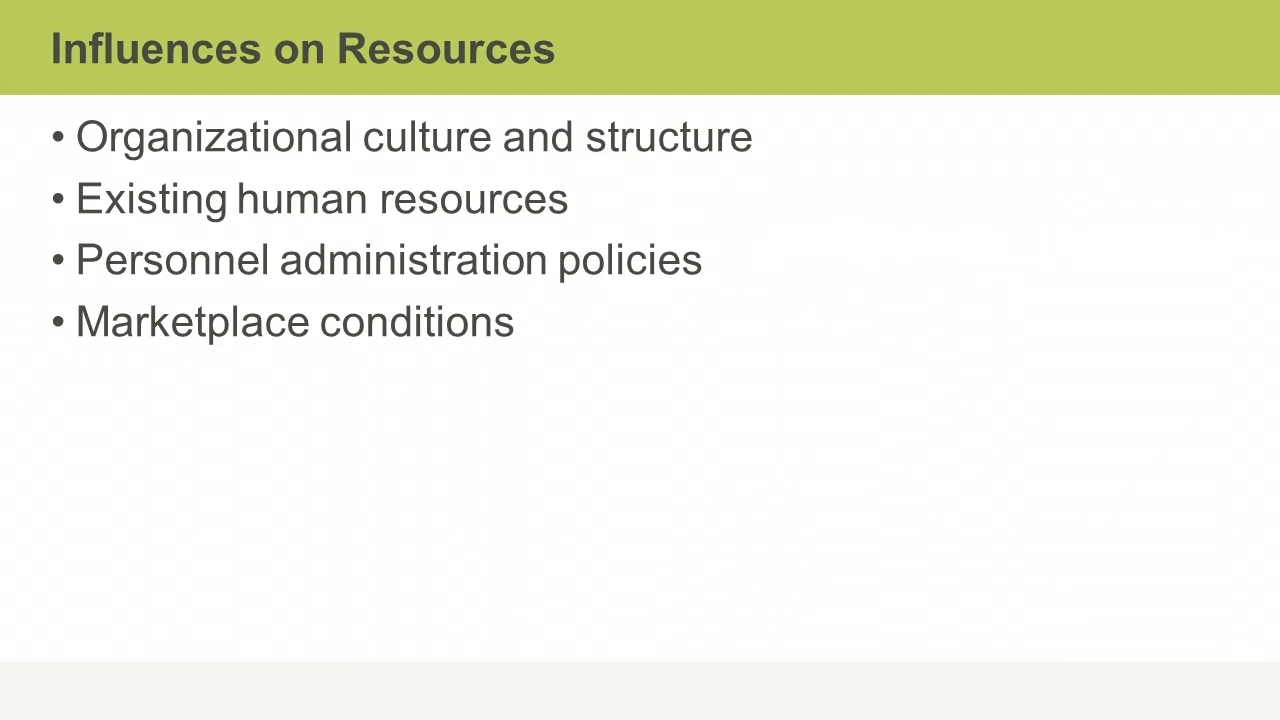 Influences on Resources
• Organizational culture and structure
• Existing human resources
• Personnel administration policies
• Marketplace conditions